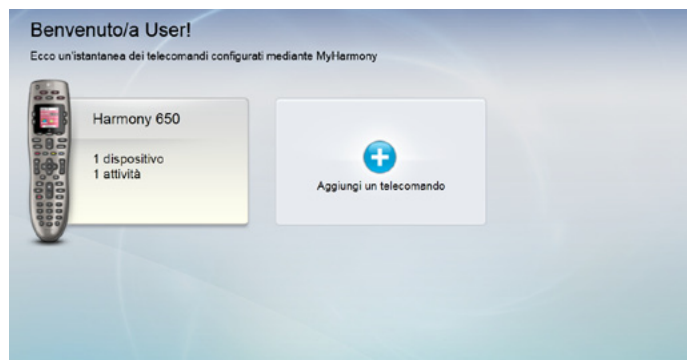 Benvenuto/a User!
Ecco un'istantanea dei telecomandi configurati mediante MyHarmony
Harmony 650
1 dispositivo
1 attività
Aggiungi un telecomando